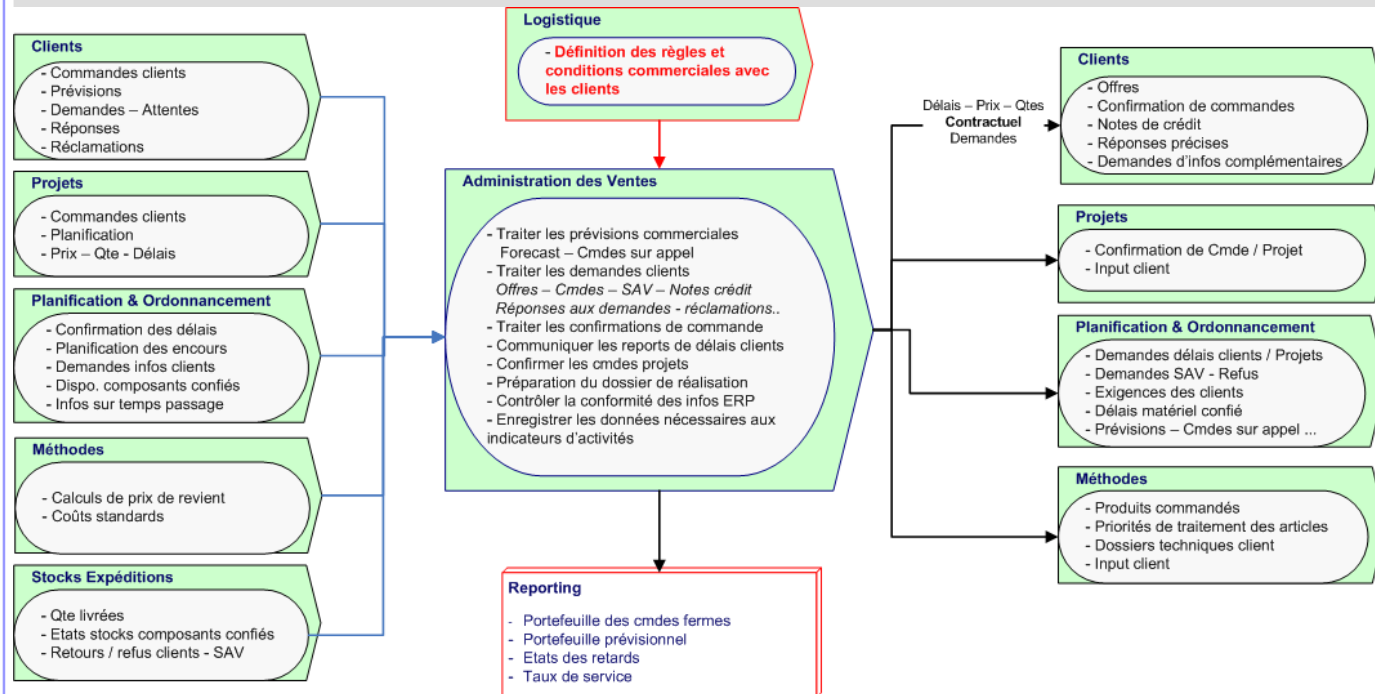 Logistique
- Définition des règles et
conditions commerciales avec
les clients
Clients
- Commandes clients
- Prévisions
- Demandes – Attentes
- Réponses
- Réclamations
Projets
- Commandes clients
- Planification
- Prix – Qte - Délais
Planification & Ordonnancement
- Confirmation des délais
- Planification des encours
- Demandes infos clients
- Dispo. composants confiés
- Infos sur temps passage
Méthodes
- Calculs de prix de revient
- Coûts standards
Stocks Expéditions
- Qte livrées
- Etats stocks composants confiés
- Retours / refus clients - SAV
Administration des Ventes
- Traiter les prévisions commerciales
Forecast – Cmdes sur appel
- Traiter les demandes clients
Offres – Cmdes – SAV – Notes crédit
Réponses aux demandes - réclamations..
- Traiter les confirmations de commande
- Communiquer les reports de délais clients
- Confirmer les cmdes projets
- Préparation du dossier de réalisation
- Contrôler la conformité des infos ERP
- Enregistrer les données nécessaires aux
indicateurs d'activités
Reporting
- Portefeuille des cmdes fermes
- Portefeuille prévisionnel
- Etats des retards
- Taux de service
Délais – Prix – Qtes
Contractuel
Demandes
Clients
- Offres
- Confirmation de commandes
- Notes de crédit
- Réponses précises
- Demandes d'infos complémentaires
Projets
- Confirmation de Cmde / Projet
- Input client
Planification & Ordonnancement
- Demandes délais clients / Projets
- Demandes SAV - Refus
- Exigences des clients
- Délais matériel confié
- Prévisions – Cmdes sur appel ...
Méthodes
- Produits commandés
- Priorités de traitement des articles
- Dossiers techniques client
- Input client